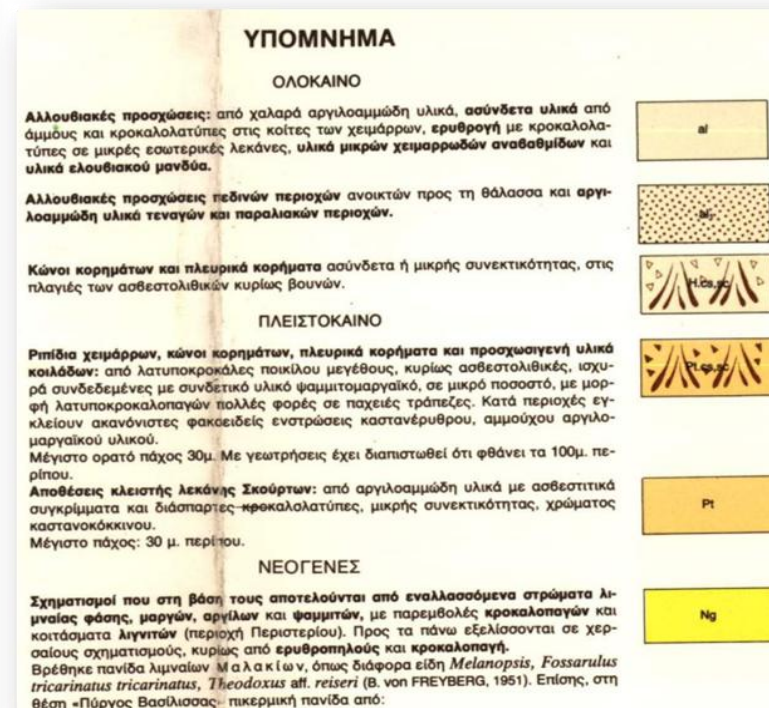 ΥΠΟΜΝΗΜΑ
ΟΛΟΚΑΙΝΟ
Αλλουβιακές προσχώσεις: από χαλαρά αργιλοαμμώδη υλικά, ασύνδετα υλικά από
άμμους και κροκαλολατύπες στις κοίτες των χειμάρρων, ερυθρογή με κροκαλολα-
τύπες σε μικρές εσωτερικές λεκάνες, υλικά μικρών χειμαρρωδών αναβαθμίδων και
υλικά ελουβιακού μανδύα.
al
Αλλουβιακές προσχώσεις πεδινών περιοχών ανοικτών προς τη θάλασσα και αργι-
λοαμμώδη υλικά τεναγών και παραλιακών περιοχών.
Κώνοι κορημάτων και πλευρικά κορήματα ασύνδετα ή μικρής συνεκτικότητας, στις
πλαγιές των ασβεστολιθικών κυρίως βουνών.
H.cs,sc
ΠΛΕΙΣΤΟΚΑΙΝΟ
Ριπίδια χειμάρρων, κώνοι κορημάτων, πλευρικά κορήματα και προσχωσιγενή υλικά
κοιλάδων: από λατυποκροκάλες ποικίλου μεγέθους, κυρίως ασβεστολιθικές, ισχυ-
ρά συνδεδεμένες με συνδετικό υλικό ψαμμιτομαργαϊκό, σε μικρό ποσοστό, με μορ-
φή λατυποκροκαλοπαγών πολλές φορές σε παχειές τράπεζες. Κατά περιοχές εγ-
κλείουν ακανόνιστες φακοειδείς ενστρώσεις καστανέρυθρου, αμμούχου αργιλο-
μαργαϊκού υλικού.
Μέγιστο ορατό πάχος 30μ. Με γεωτρήσεις έχει διαπιστωθεί ότι φθάνει τα 100μ. πε-
ρίπου.
Pt.cs,sc
Αποθέσεις κλειστής λεκάνης Σκούρτων: από αργιλοαμμώδη υλικά με ασβεστιτικά
συγκρίμματα και διάσπαρτες κροκαλολατύπες, μικρής συνεκτικότητας, χρώματος
καστανοκόκκινου.
Μέγιστο πάχος: 30 μ. περίπου.
Pt
ΝΕΟΓΕΝΕΣ
Σχηματισμοί που στη βάση τους αποτελούνται από εναλλασσόμενα στρώματα λι-
μναίας φάσης, μαργών, αργίλων και ψαμμιτών, με παρεμβολές κροκαλοπαγών και
κοιτάσματα λιγνιτών (περιοχή Περιστερίου). Προς τα πάνω εξελίσσονται σε χερ-
σαίους σχηματισμούς, κυρίως από ερυθροπηλούς και κροκαλοπαγή.
Βρέθηκε πανίδα λιμναίων Μαλακίων, όπως διάφορα είδη Melanopsis, Fossarulus
tricarinatus tricarinatus, Theodoxus aff. reiseri (B. von FREYBERG, 1951). Επίσης, στη
θέση «Πύργος Βασίλισσας» πικερμική πανίδα από:
Ng